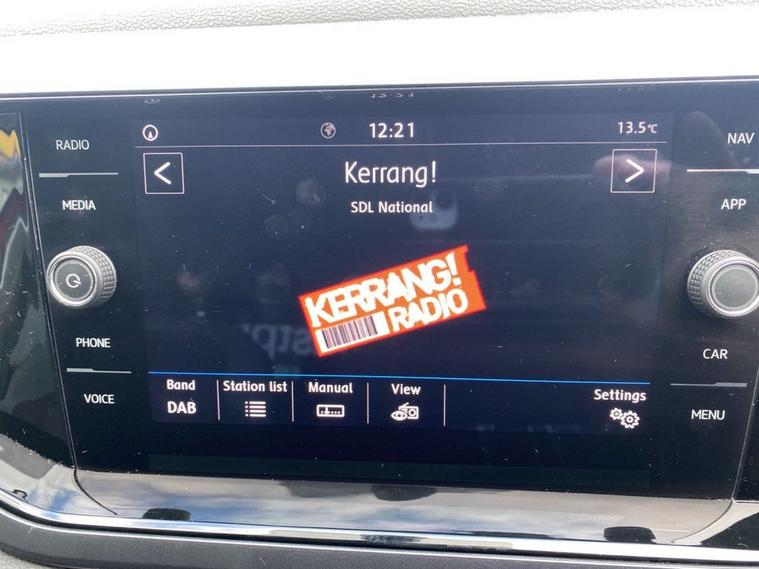 RADIO
MEDIA
PHONE
VOICE
12:21
13.5°C
Kerrang!
SDL National
KERRANG!
RADIO
Band
DAB
Station list
Manual
View
Settings
NAV
APP
CAR
MENU